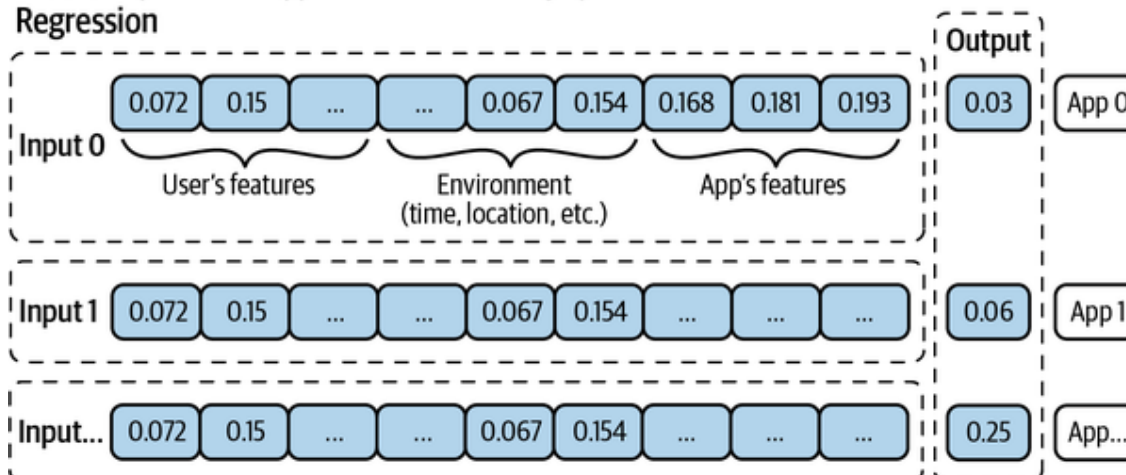 Regression
Output
0.072 0.15 ... ... 0.067 0.154 0.168 0.181 0.193 0.03 App 0
Input 0
User's features Environment App's features
(time, location, etc.)
Input 1 0.072 0.15 ... ... 0.067 0.154 ... ... ... 0.06 App 1
Input... 0.072 0.15 ... ... 0.067 0.154 ... ... ... 0.25 App...